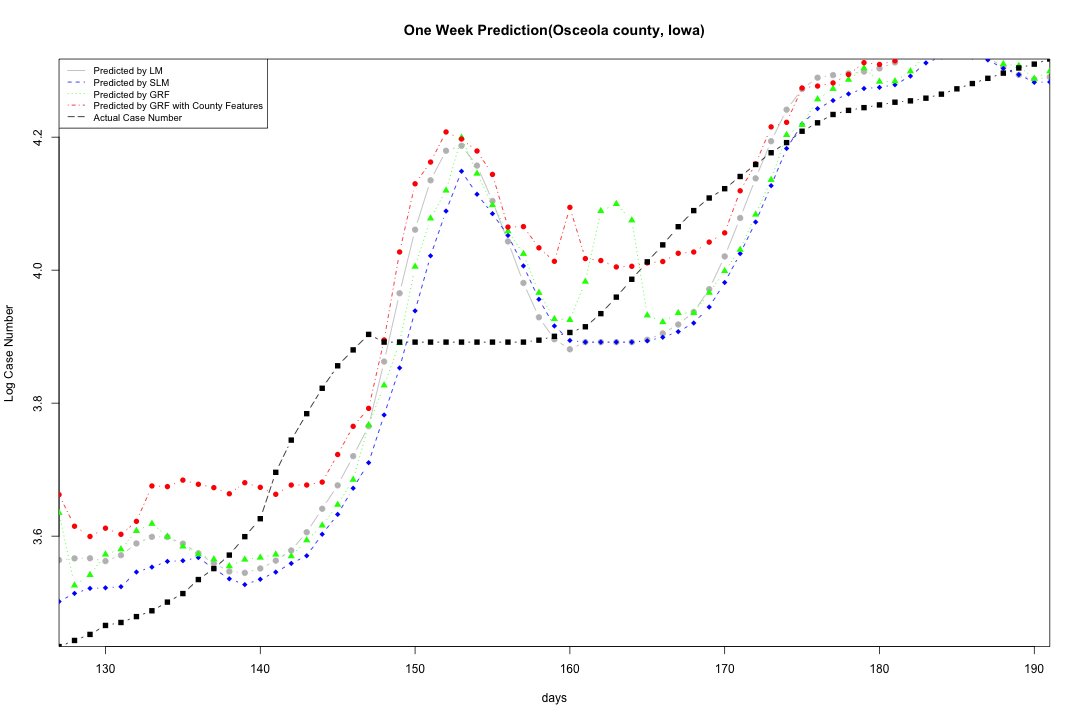 One Week Prediction(Osceola county, Iowa)
Predicted by LM
Predicted by SLM
Predicted by GRF
Predicted by GRF with County Features
Actual Case Number
Log Case Number
4.2
4.0
3.8
3.6
130 140 150 160 170 180 190
days